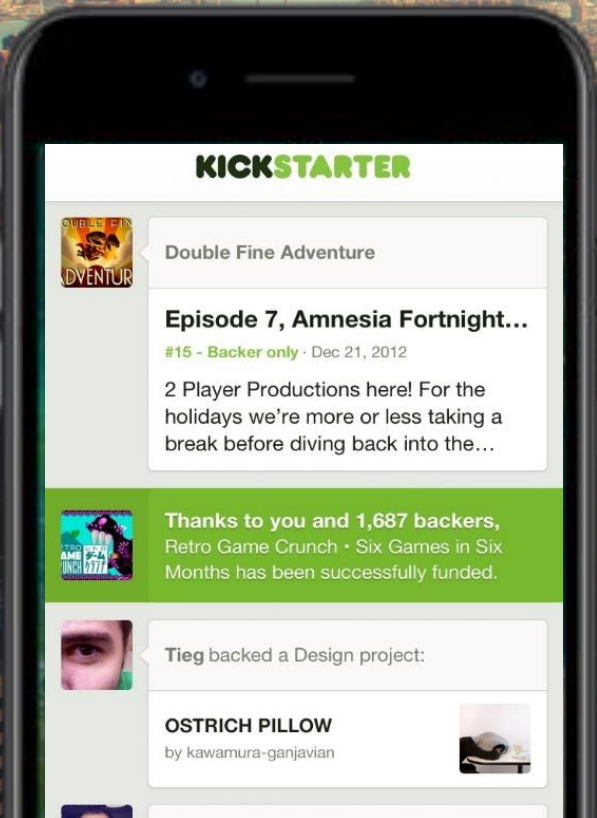 KICKSTARTER
DOUBLE FINE
ADVENTUR
Double Fine Adventure
Episode 7, Amnesia Fortnight…
#15 - Backer only · Dec 21, 2012
2 Player Productions here! For the
holidays we’re more or less taking a
break before diving back into the…
Thanks to you and 1,687 backers,
Retro Game Crunch • Six Games in Six
Months has been successfully funded.
Tieg backed a Design project:
OSTRICH PILLOW
by kawamura-ganjavian